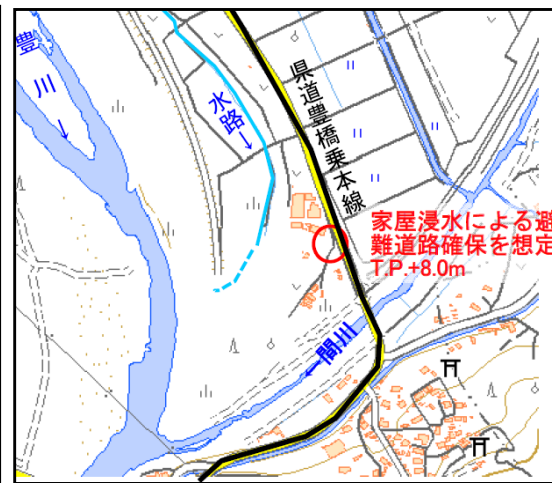 豊川
水路
県道豊橋乗本線
家屋浸水による避
難道路確保を想定
T.P.+8.0m
間川